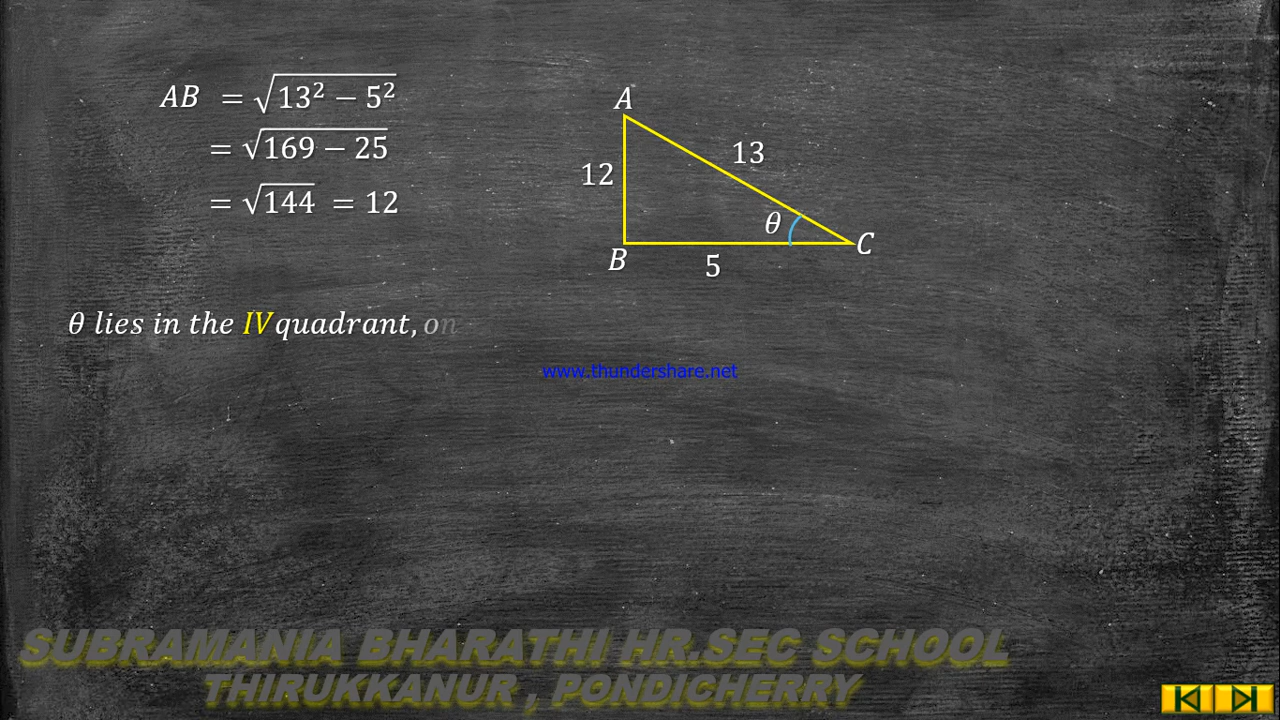 AB = √13² − 5²
= √169 − 25
= √144 = 12
A
12
13
θ
B
C
5
θ lies in the IV quadrant, on
www.thundershare.net
SUBRAMANIA BHARATHI HR.SEC SCHOOL
THIRUKKANUR , PONDICHERRY